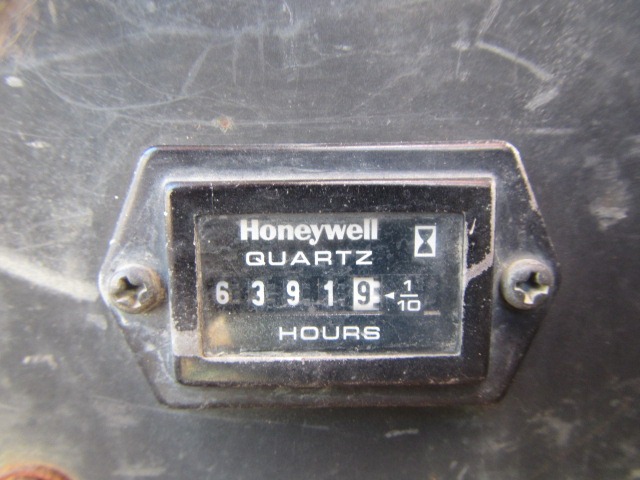 Honeywell
QUARTZ
6 3 9 1 9 ◄ 1/10
HOURS